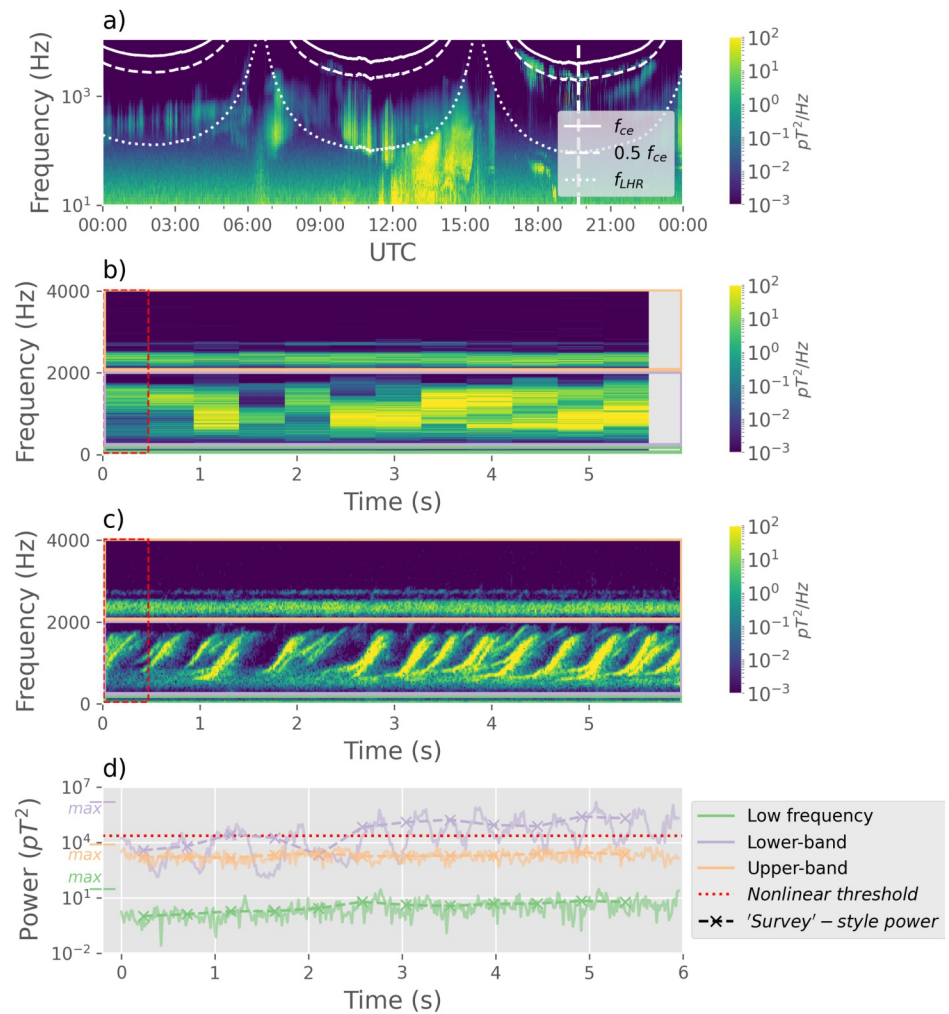 a)
Frequency (Hz)
10³
10¹
00:00 03:00 06:00 09:00 12:00 15:00 18:00 21:00 00:00
UTC
f_ce
0.5 f_ce
f_LHR
10²
10¹
10⁰
10⁻¹
10⁻²
10⁻³
pT²/Hz
b)
Frequency (Hz)
4000
2000
0
0 1 2 3 4 5
Time (s)
10²
10¹
10⁰
10⁻¹
10⁻²
10⁻³
pT²/Hz
c)
Frequency (Hz)
4000
2000
0
0 1 2 3 4 5
Time (s)
10²
10¹
10⁰
10⁻¹
10⁻²
10⁻³
pT²/Hz
d)
Power (pT²)
10⁷
max
10⁴
max
max
10¹
10⁻²
0 1 2 3 4 5 6
Time (s)
Low frequency
Lower-band
Upper-band
Nonlinear threshold
'Survey' − style power